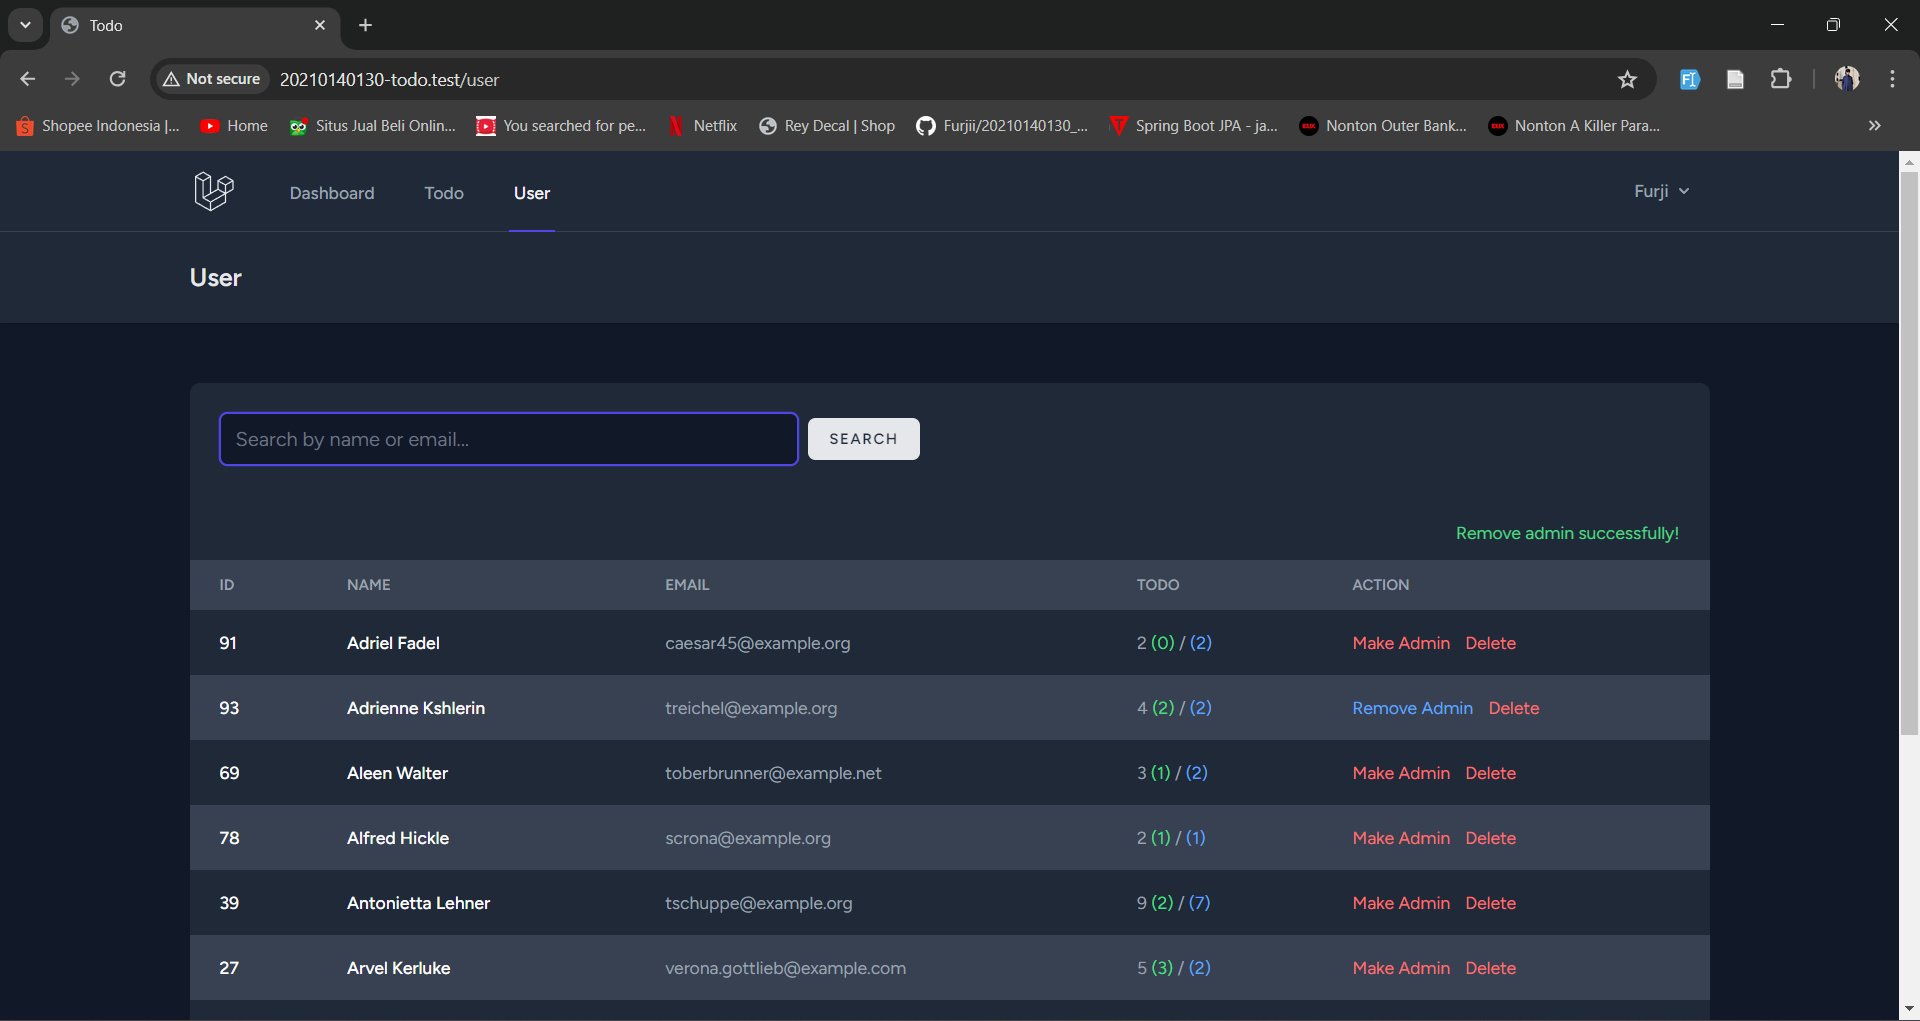 Todo
Not secure 20210140130-todo.test/user
Shopee Indonesia |... Home Situs Jual Beli Onlin... You searched for pe... Netflix Rey Decal | Shop Furjii/20210140130_... Spring Boot JPA - ja... Nonton Outer Bank... Nonton A Killer Para...
Dashboard Todo User Furji
User
Search by name or email... SEARCH
Remove admin successfully!
ID NAME EMAIL TODO ACTION
91 Adriel Fadel caesar45@example.org 2 (0) / (2) Make Admin Delete
93 Adrienne Kshlerin treichel@example.org 4 (2) / (2) Remove Admin Delete
69 Aleen Walter toberbrunner@example.net 3 (1) / (2) Make Admin Delete
78 Alfred Hickle scrona@example.org 2 (1) / (1) Make Admin Delete
39 Antonietta Lehner tschuppe@example.org 9 (2) / (7) Make Admin Delete
27 Arvel Kerluke verona.gottlieb@example.com 5 (3) / (2) Make Admin Delete